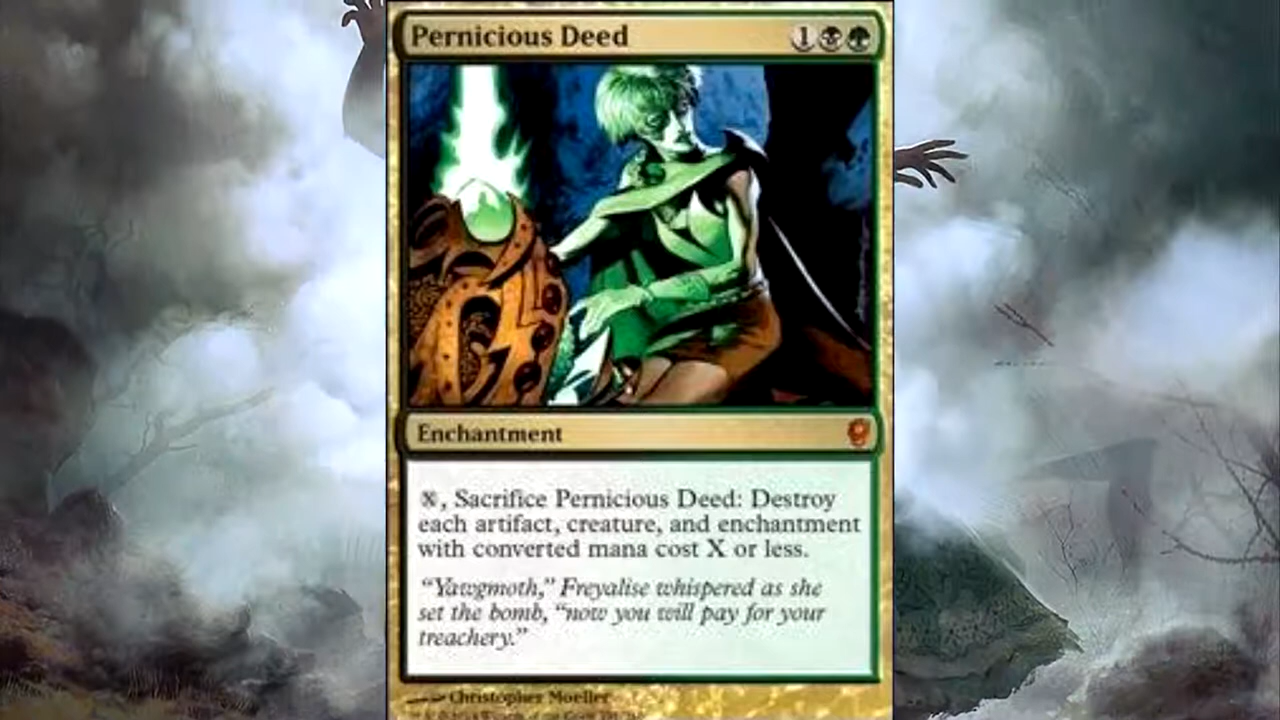 Pernicious Deed 1
Enchantment
X, Sacrifice Pernicious Deed: Destroy
each artifact, creature, and enchantment
with converted mana cost X or less.
“Yawgmoth,” Freyalise whispered as she
set the bomb, “now you will pay for your
treachery.”
Christopher Moeller